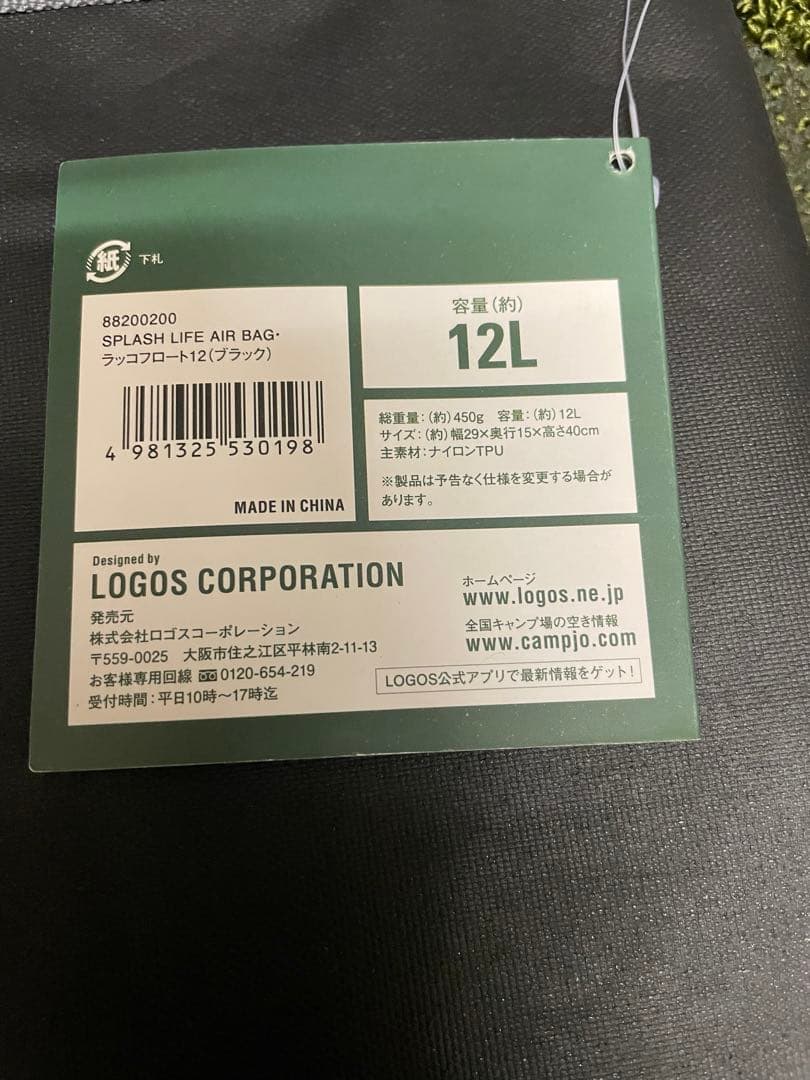 紙 下札
88200200
SPLASH LIFE AIR BAG・
ラッコフロート12(ブラック)
4 981325 530198
MADE IN CHINA
容量(約)
12L
総重量:(約)450g 容量:(約)12L
サイズ:(約)幅29×奥行15×高さ40cm
主素材:ナイロンTPU
※製品は予告なく仕様を変更する場合が
あります。
Designed by
LOGOS CORPORATION
発売元
株式会社ロゴスコーポレーション
〒559-0025 大阪市住之江区平林南2-11-13
お客様専用回線 0120-654-219
受付時間:平日10時〜17時迄
ホームページ
www.logos.ne.jp
全国キャンプ場の空き情報
www.campjo.com
LOGOS公式アプリで最新情報をゲット!